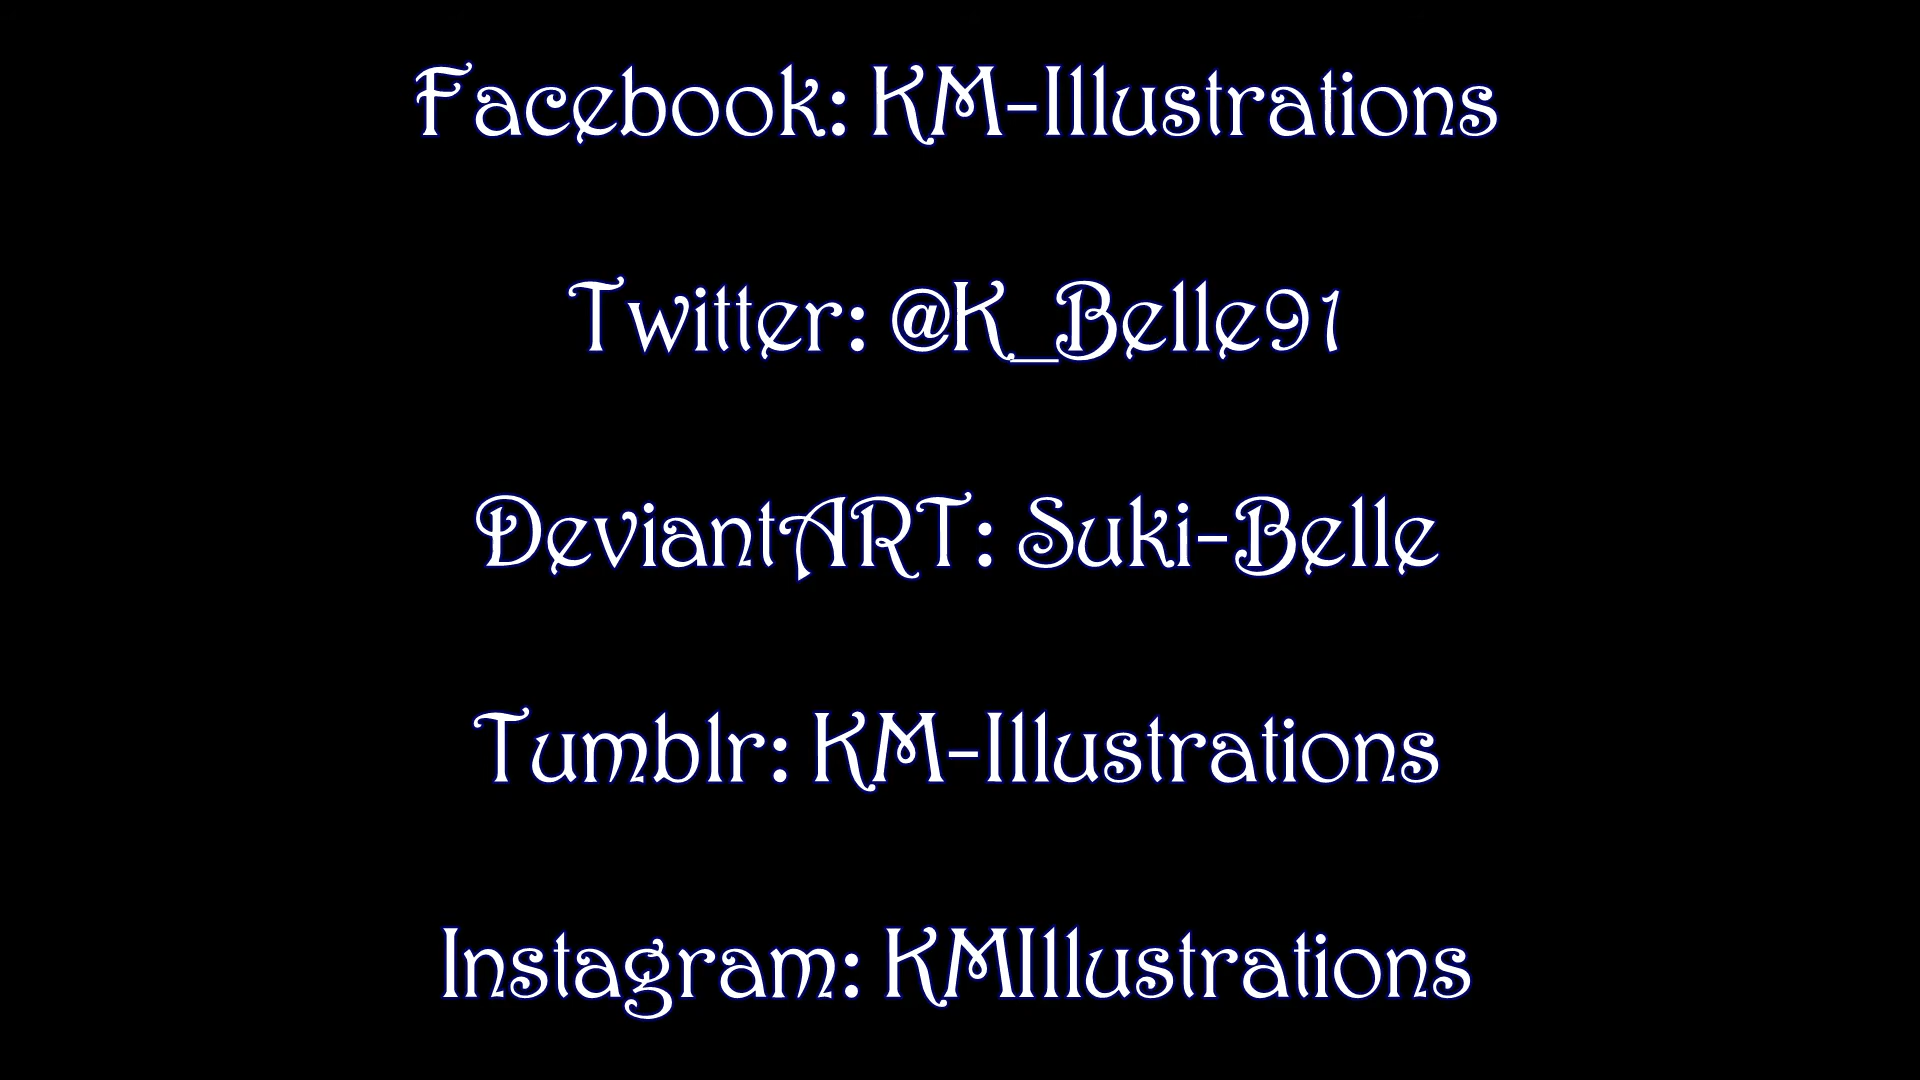 Facebook: KM-Illustrations
Twitter: @K_Belle91
DeviantART: Suki-Belle
Tumblr: KM-Illustrations
Instagram: KMIllustrations